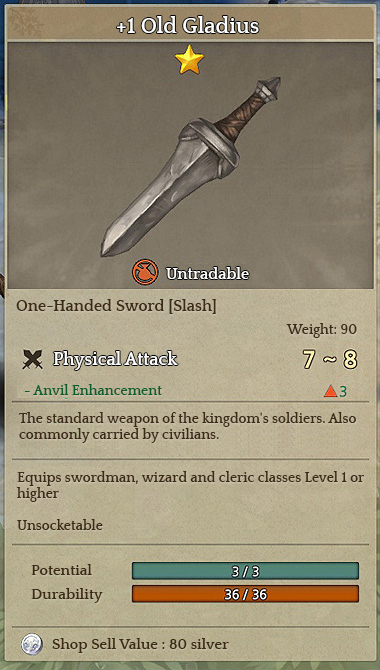 +1 Old Gladius
Untradable
One-Handed Sword [Slash]
Weight: 90
Physical Attack 7 ~ 8
- Anvil Enhancement 3
The standard weapon of the kingdom's soldiers. Also
commonly carried by civilians.
Equips swordman, wizard and cleric classes Level 1 or
higher
Unsocketable
Potential 3 / 3
Durability 36 / 36
Shop Sell Value : 80 silver